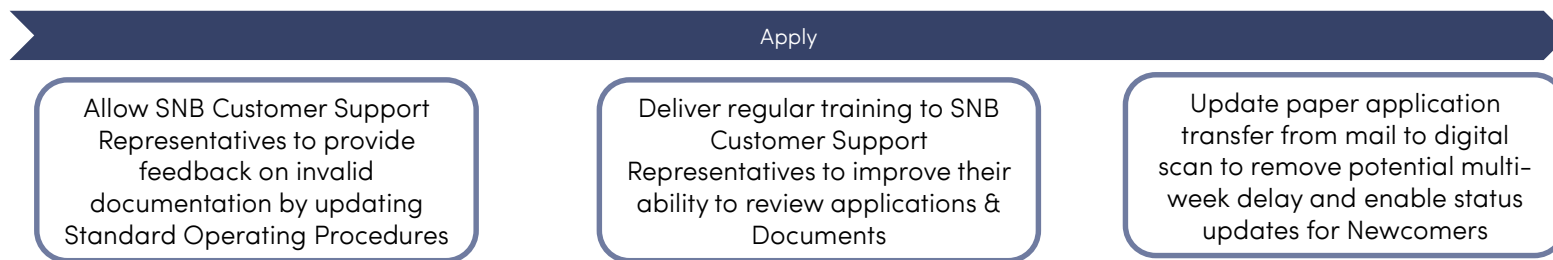 Apply
Allow SNB Customer Support
Representatives to provide
feedback on invalid
documentation by updating
Standard Operating Procedures
Deliver regular training to SNB
Customer Support
Representatives to improve their
ability to review applications &
Documents
Update paper application
transfer from mail to digital
scan to remove potential multi-
week delay and enable status
updates for Newcomers